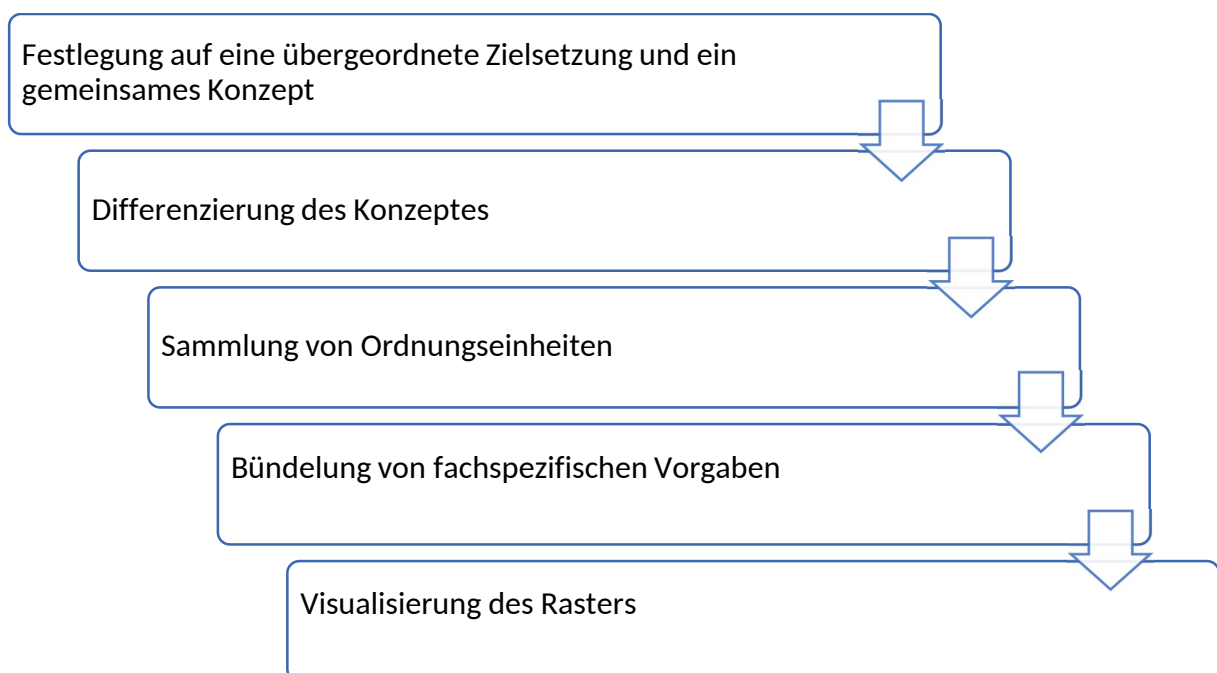 Festlegung auf eine übergeordnete Zielsetzung und ein
gemeinsames Konzept
Differenzierung des Konzeptes
Sammlung von Ordnungseinheiten
Bündelung von fachspezifischen Vorgaben
Visualisierung des Rasters